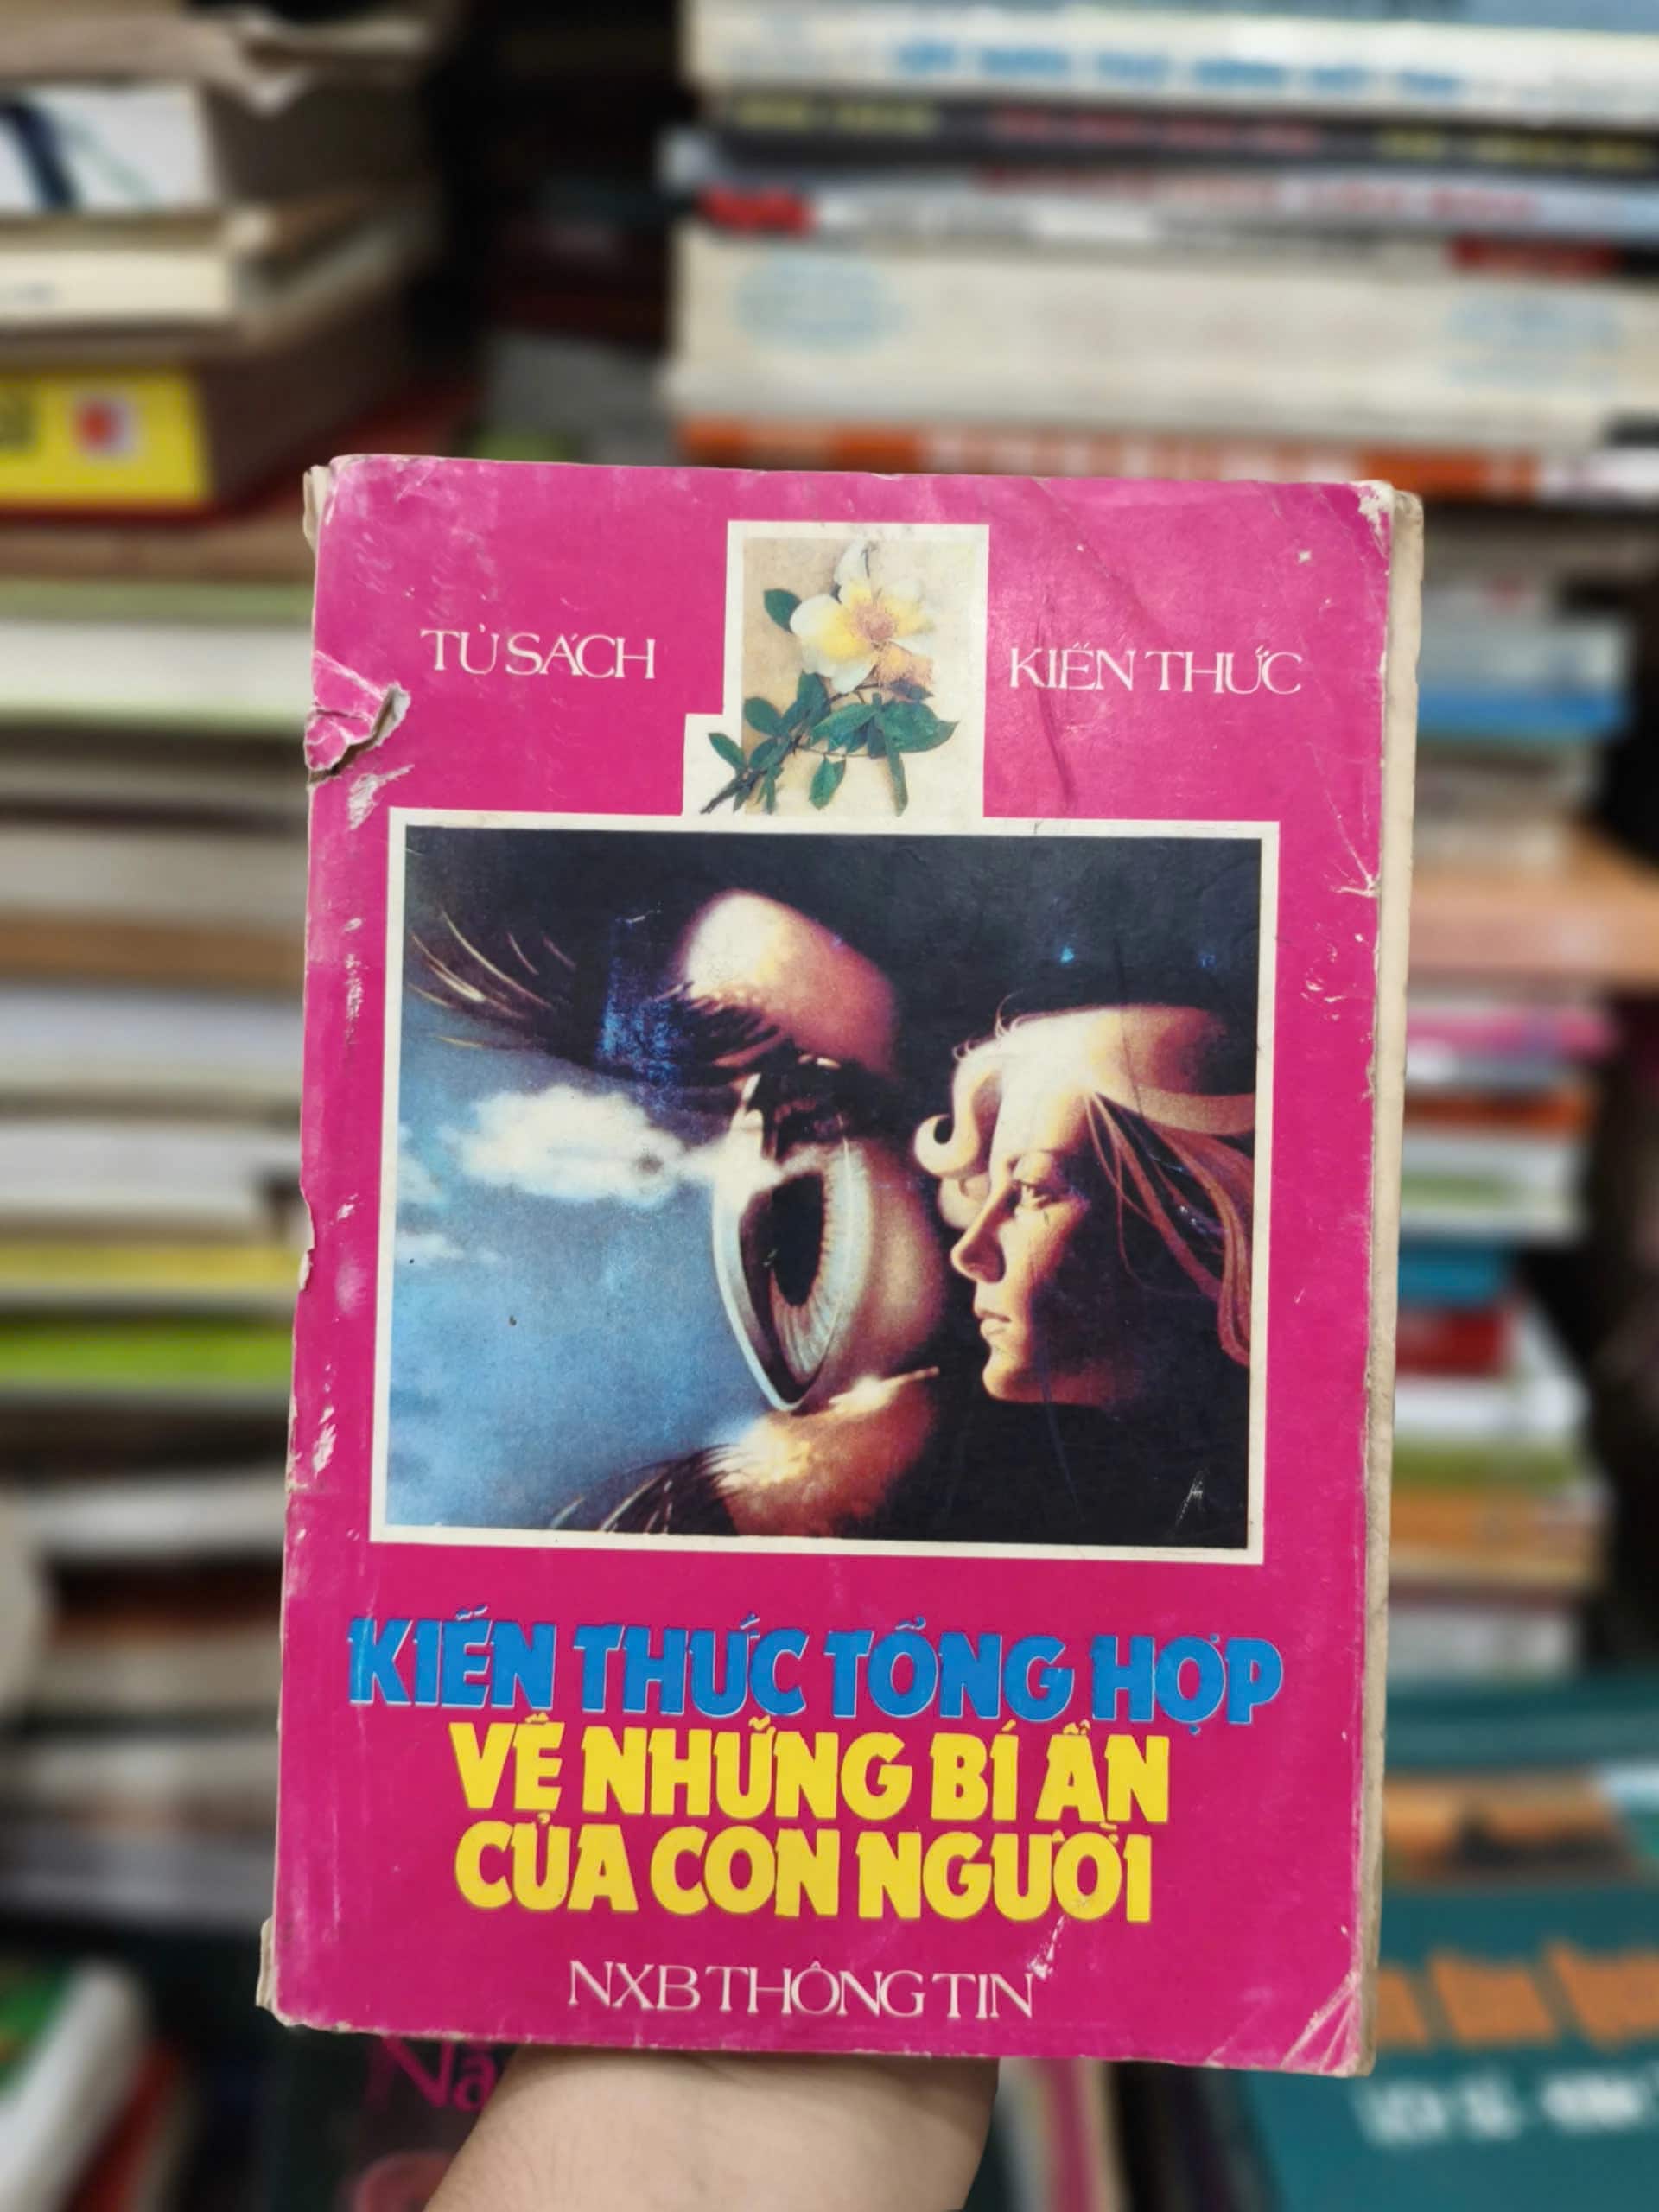 TỦ SÁCH KIẾN THỨC
KIẾN THỨC TỔNG HỢP
VỀ NHỮNG BÍ ẨN
CỦA CON NGƯỜI
NXB THÔNG TIN